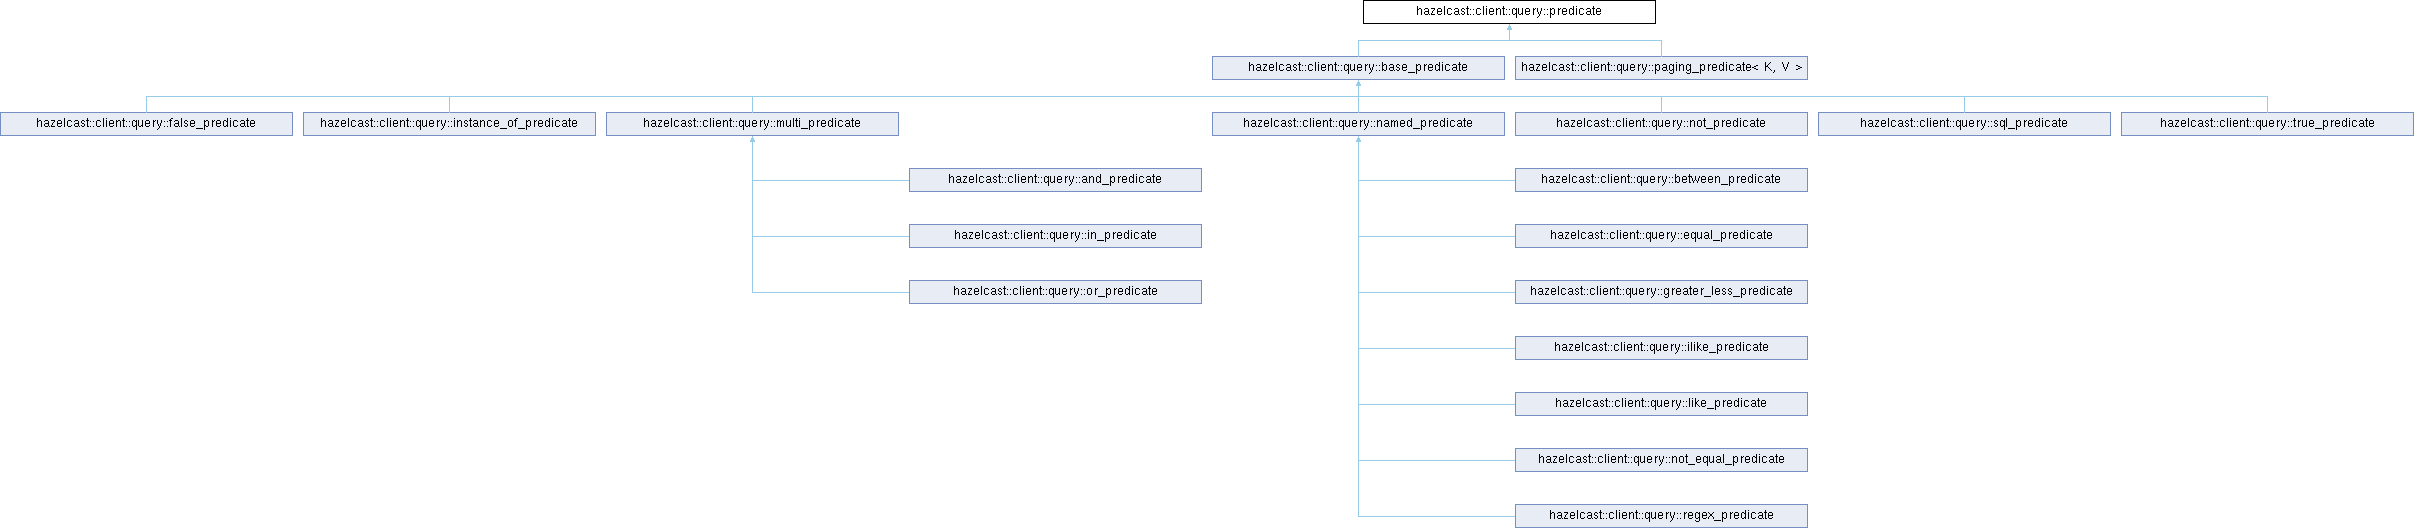 hazelcast::client::query::predicate
hazelcast::client::query::base_predicate
hazelcast::client::query::paging_predicate< K, V >
hazelcast::client::query::false_predicate
hazelcast::client::query::instance_of_predicate
hazelcast::client::query::multi_predicate
hazelcast::client::query::named_predicate
hazelcast::client::query::not_predicate
hazelcast::client::query::sql_predicate
hazelcast::client::query::true_predicate
hazelcast::client::query::and_predicate
hazelcast::client::query::between_predicate
hazelcast::client::query::in_predicate
hazelcast::client::query::equal_predicate
hazelcast::client::query::or_predicate
hazelcast::client::query::greater_less_predicate
hazelcast::client::query::ilike_predicate
hazelcast::client::query::like_predicate
hazelcast::client::query::not_equal_predicate
hazelcast::client::query::regex_predicate